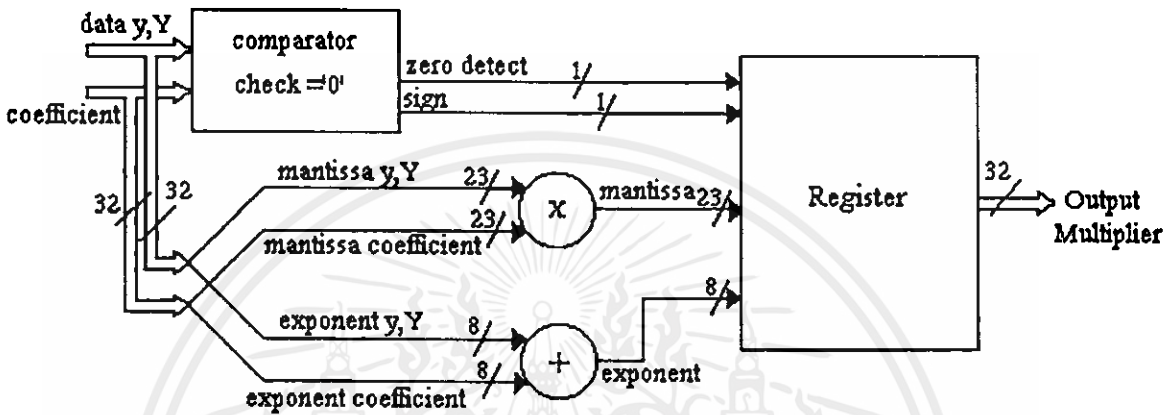 data y,Y
coefficient
comparator
check ='0'
zero detect
1
sign
1
32
32
mantissa y,Y
23
23
mantissa coefficient
x
mantissa
23
exponent y,Y
8
8
exponent coefficient
+
exponent
8
Register
32
Output
Multiplier